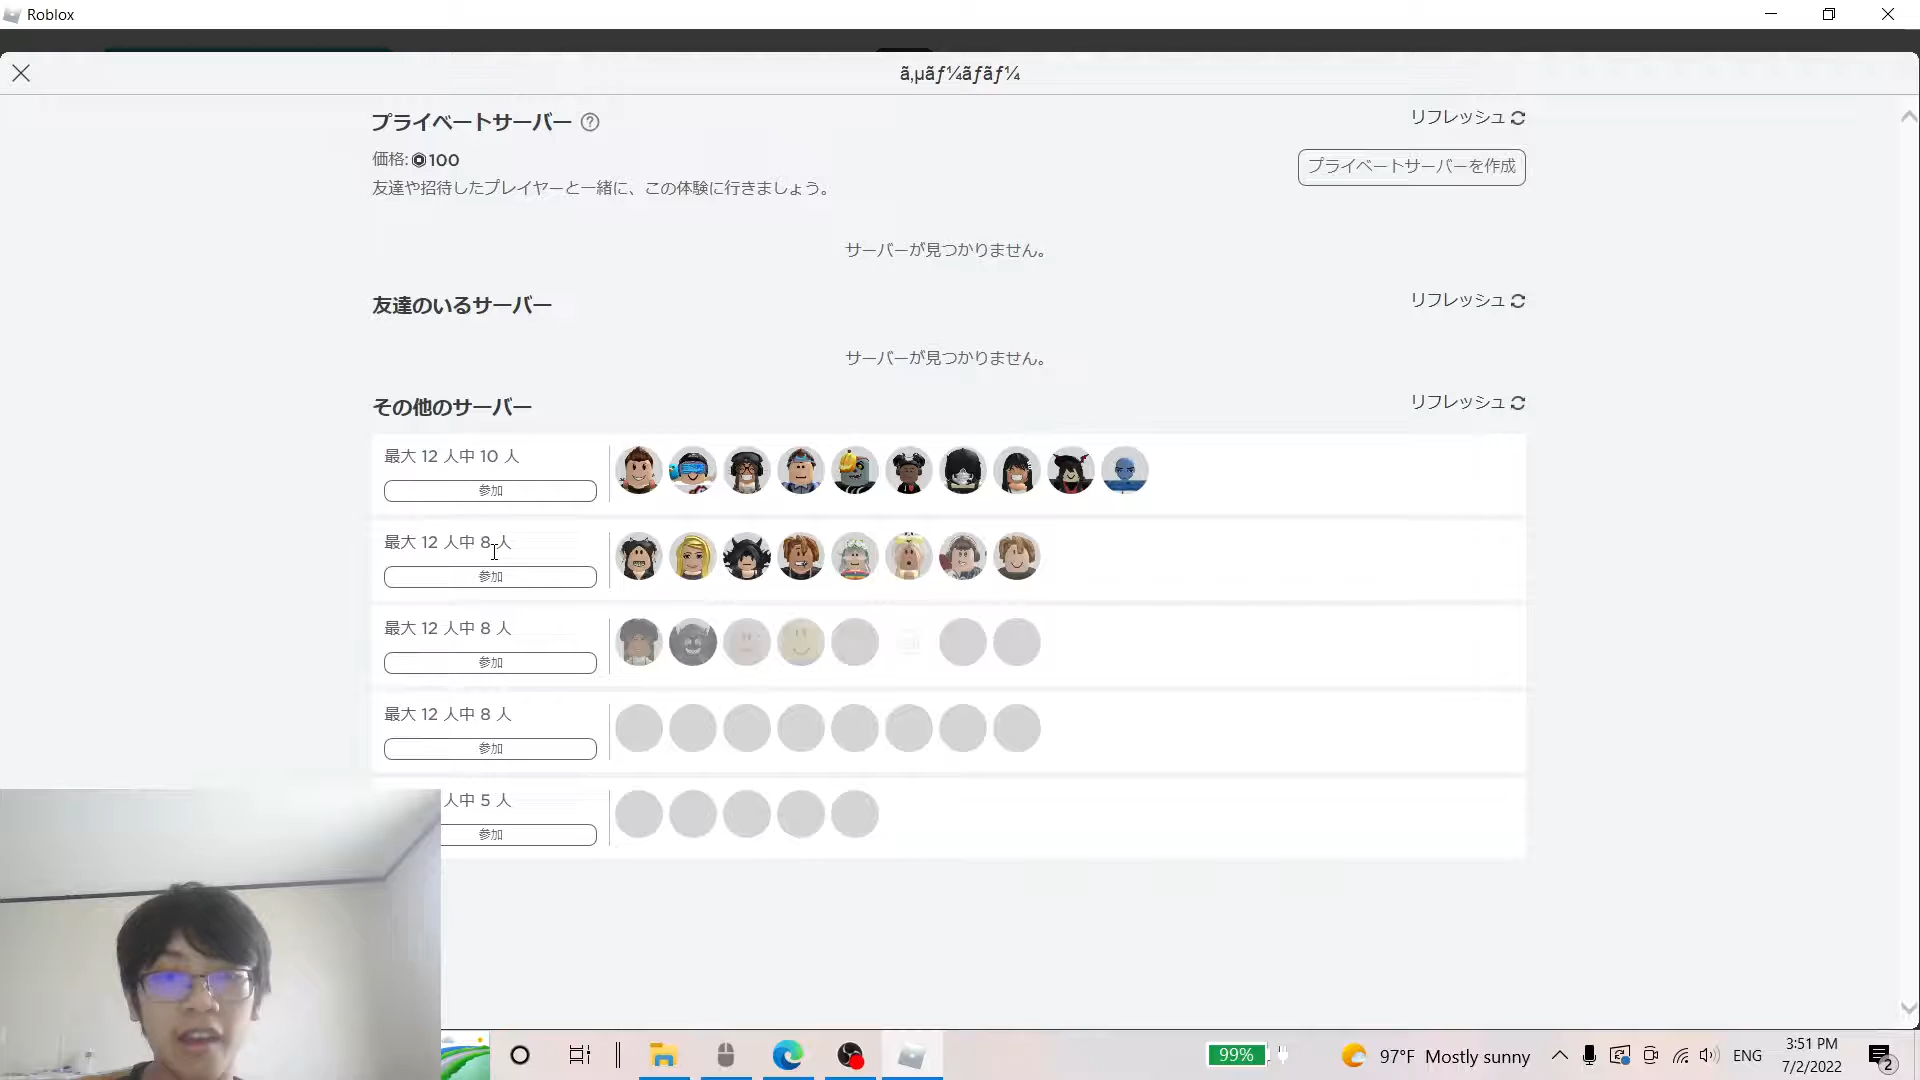 Roblox
ã‚µãƒ¼ãƒãƒ¼
プライベートサーバー
リフレッシュ
価格: 100
プライベートサーバーを作成
友達や招待したプレイヤーと一緒に、この体験に行きましょう。
サーバーが見つかりません。
友達のいるサーバー
リフレッシュ
サーバーが見つかりません。
その他のサーバー
リフレッシュ
最大 12 人中 10 人
参加
最大 12 人中 8 人
参加
最大 12 人中 8 人
参加
最大 12 人中 8 人
参加
人中 5 人
参加
99%
97°F Mostly sunny
ENG
3:51 PM
7/2/2022
2